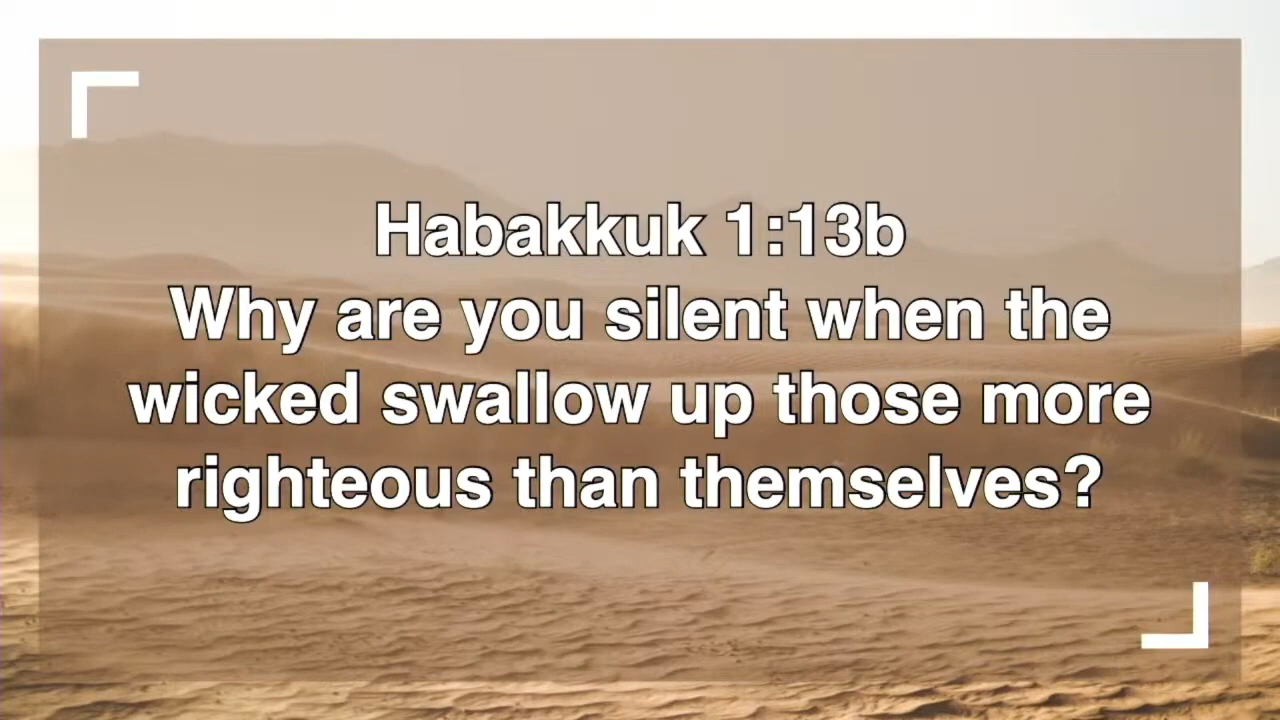 Habakkuk 1:13b
Why are you silent when the
wicked swallow up those more
righteous than themselves?